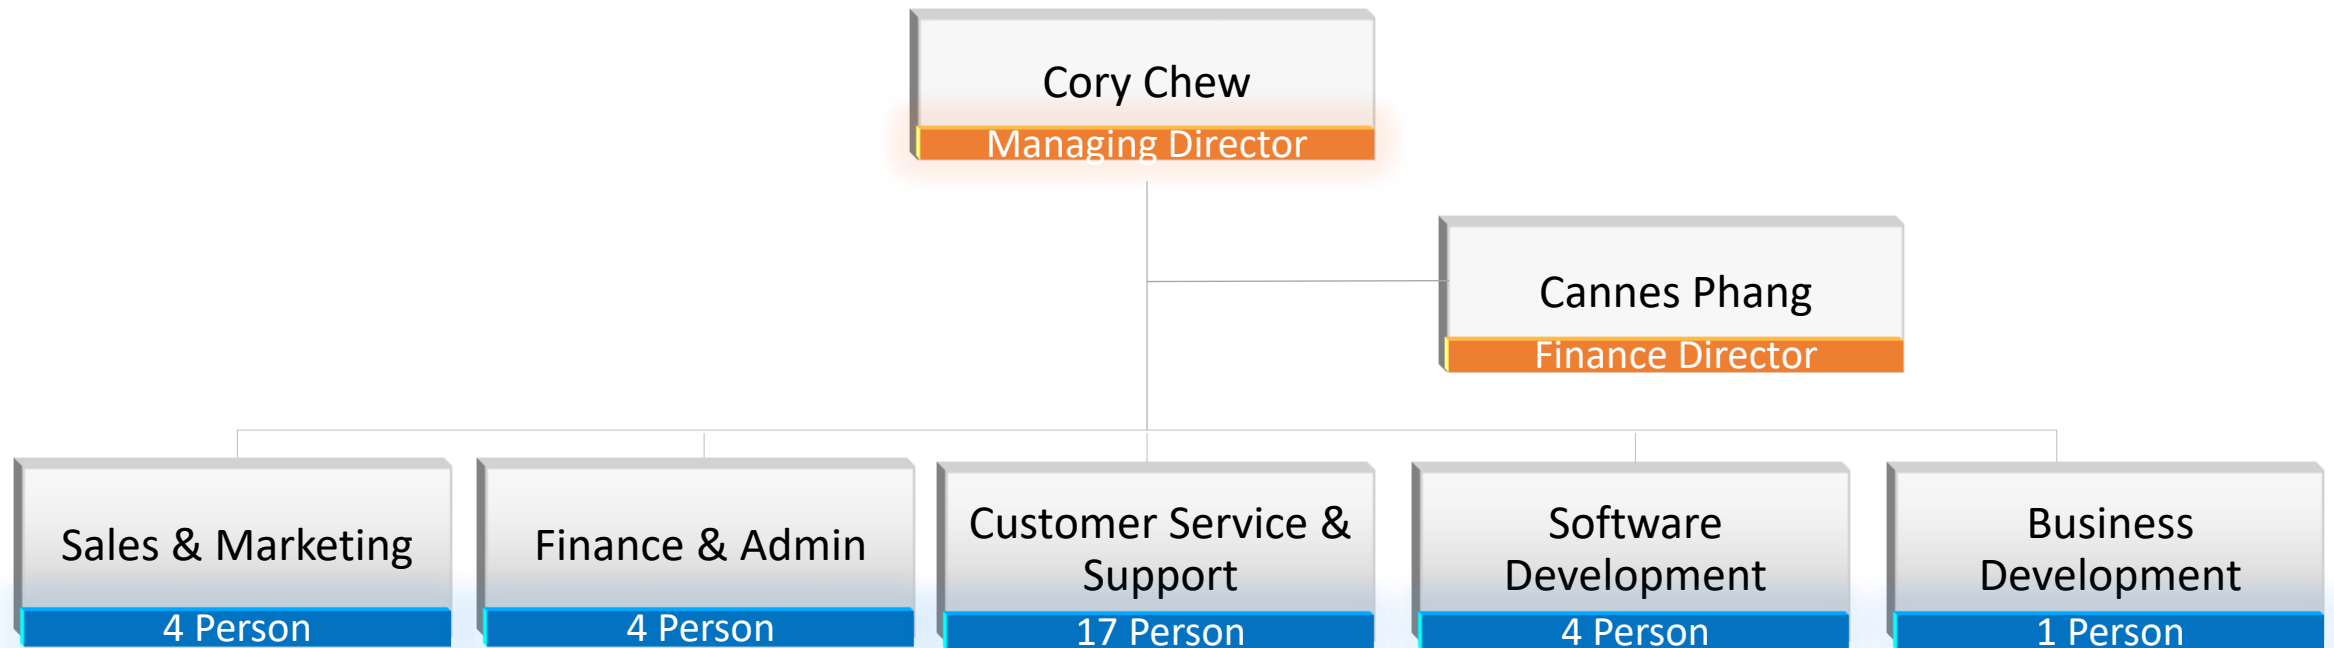 Cory Chew
Managing Director
Cannes Phang
Finance Director
Sales & Marketing
4 Person
Finance & Admin
4 Person
Customer Service &
Support
17 Person
Software
Development
4 Person
Business
Development
1 Person